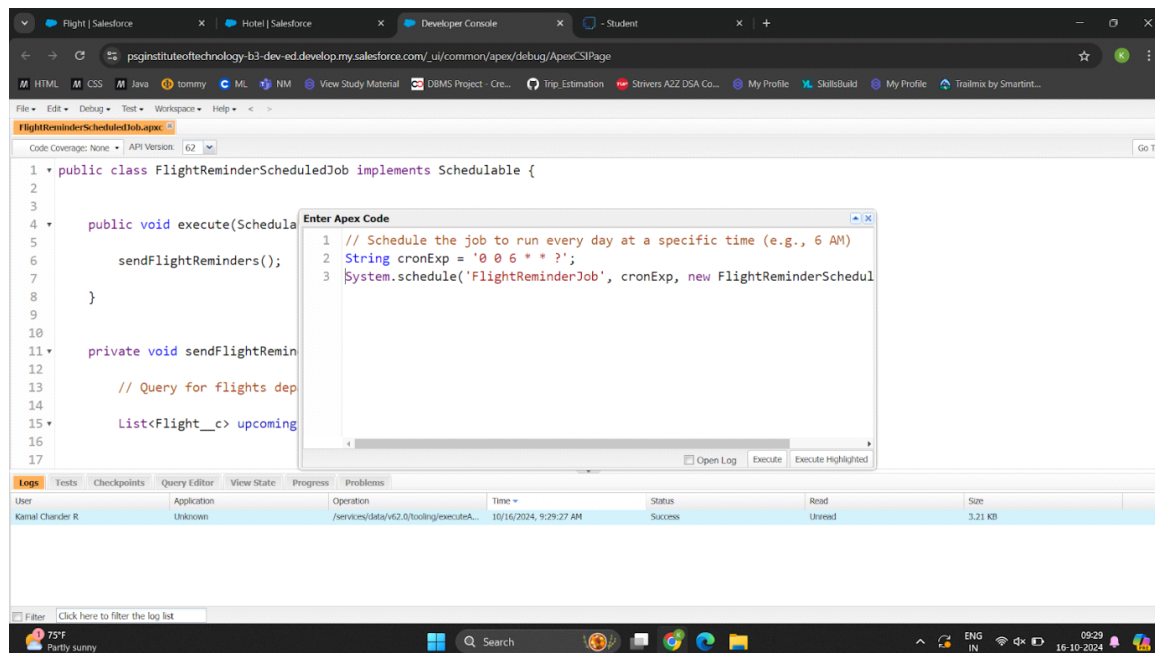 Flight | Salesforce
Hotel | Salesforce
Developer Console
- Student
psginstituteoftechnology-b3-dev-ed.develop.my.salesforce.com/_ui/common/apex/debug/ApexCSIPage
K
HTML CSS Java tommy ML NM View Study Material DBMS Project - Cre... Trip_Estimation Strivers A2Z DSA Co... My Profile SkillsBuild My Profile Trailmix by Smartint...
File Edit Debug Test Workspace Help < >
FlightReminderScheduledJob.apxc
Code Coverage: None API Version: 62 Go T
1 public class FlightReminderScheduledJob implements Schedulable {
2
3
4 public void execute(Schedula
5
6 sendFlightReminders();
7
8 }
9
10
11 private void sendFlightRemin
12
13 // Query for flights dep
14
15 List<Flight__c> upcoming
16
17
Enter Apex Code
1 // Schedule the job to run every day at a specific time (e.g., 6 AM)
2 String cronExp = '0 0 6 * * ?';
3 System.schedule('FlightReminderJob', cronExp, new FlightReminderSchedul
Open Log Execute Execute Highlighted
Logs Tests Checkpoints Query Editor View State Progress Problems
User Application Operation Time Status Read Size
Kamal Chander R Unknown /services/data/v62.0/tooling/executeA... 10/16/2024, 9:29:27 AM Success Unread 3.21 KB
Filter Click here to filter the log list
1 75°F
Partly sunny
Search
ENG
IN
09:29
16-10-2024